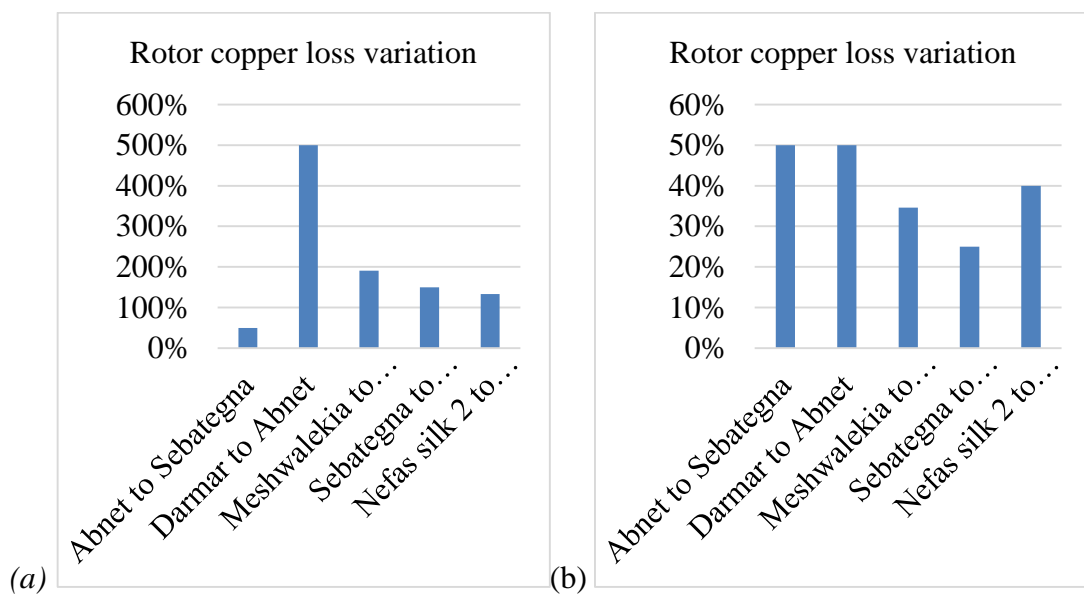 Rotor copper loss variation
600%
500%
400%
300%
200%
100%
0%
Abnet to Sebategna
Darmar to Abnet
Meshwalekia to…
Sebategna to…
Nefas silk 2 to…
(a)
Rotor copper loss variation
60%
50%
40%
30%
20%
10%
0%
Abnet to Sebategna
Darmar to Abnet
Meshwalekia to…
Sebategna to…
Nefas silk 2 to…
(b)